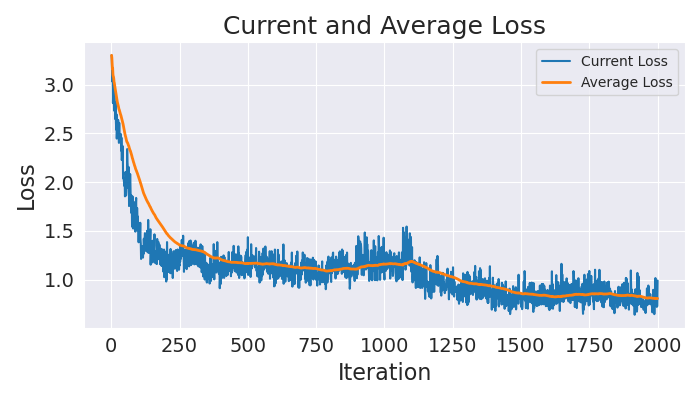 Current and Average Loss
Current Loss
Average Loss
3.0
2.5
2.0
1.5
1.0
Loss
0 250 500 750 1000 1250 1500 1750 2000
Iteration